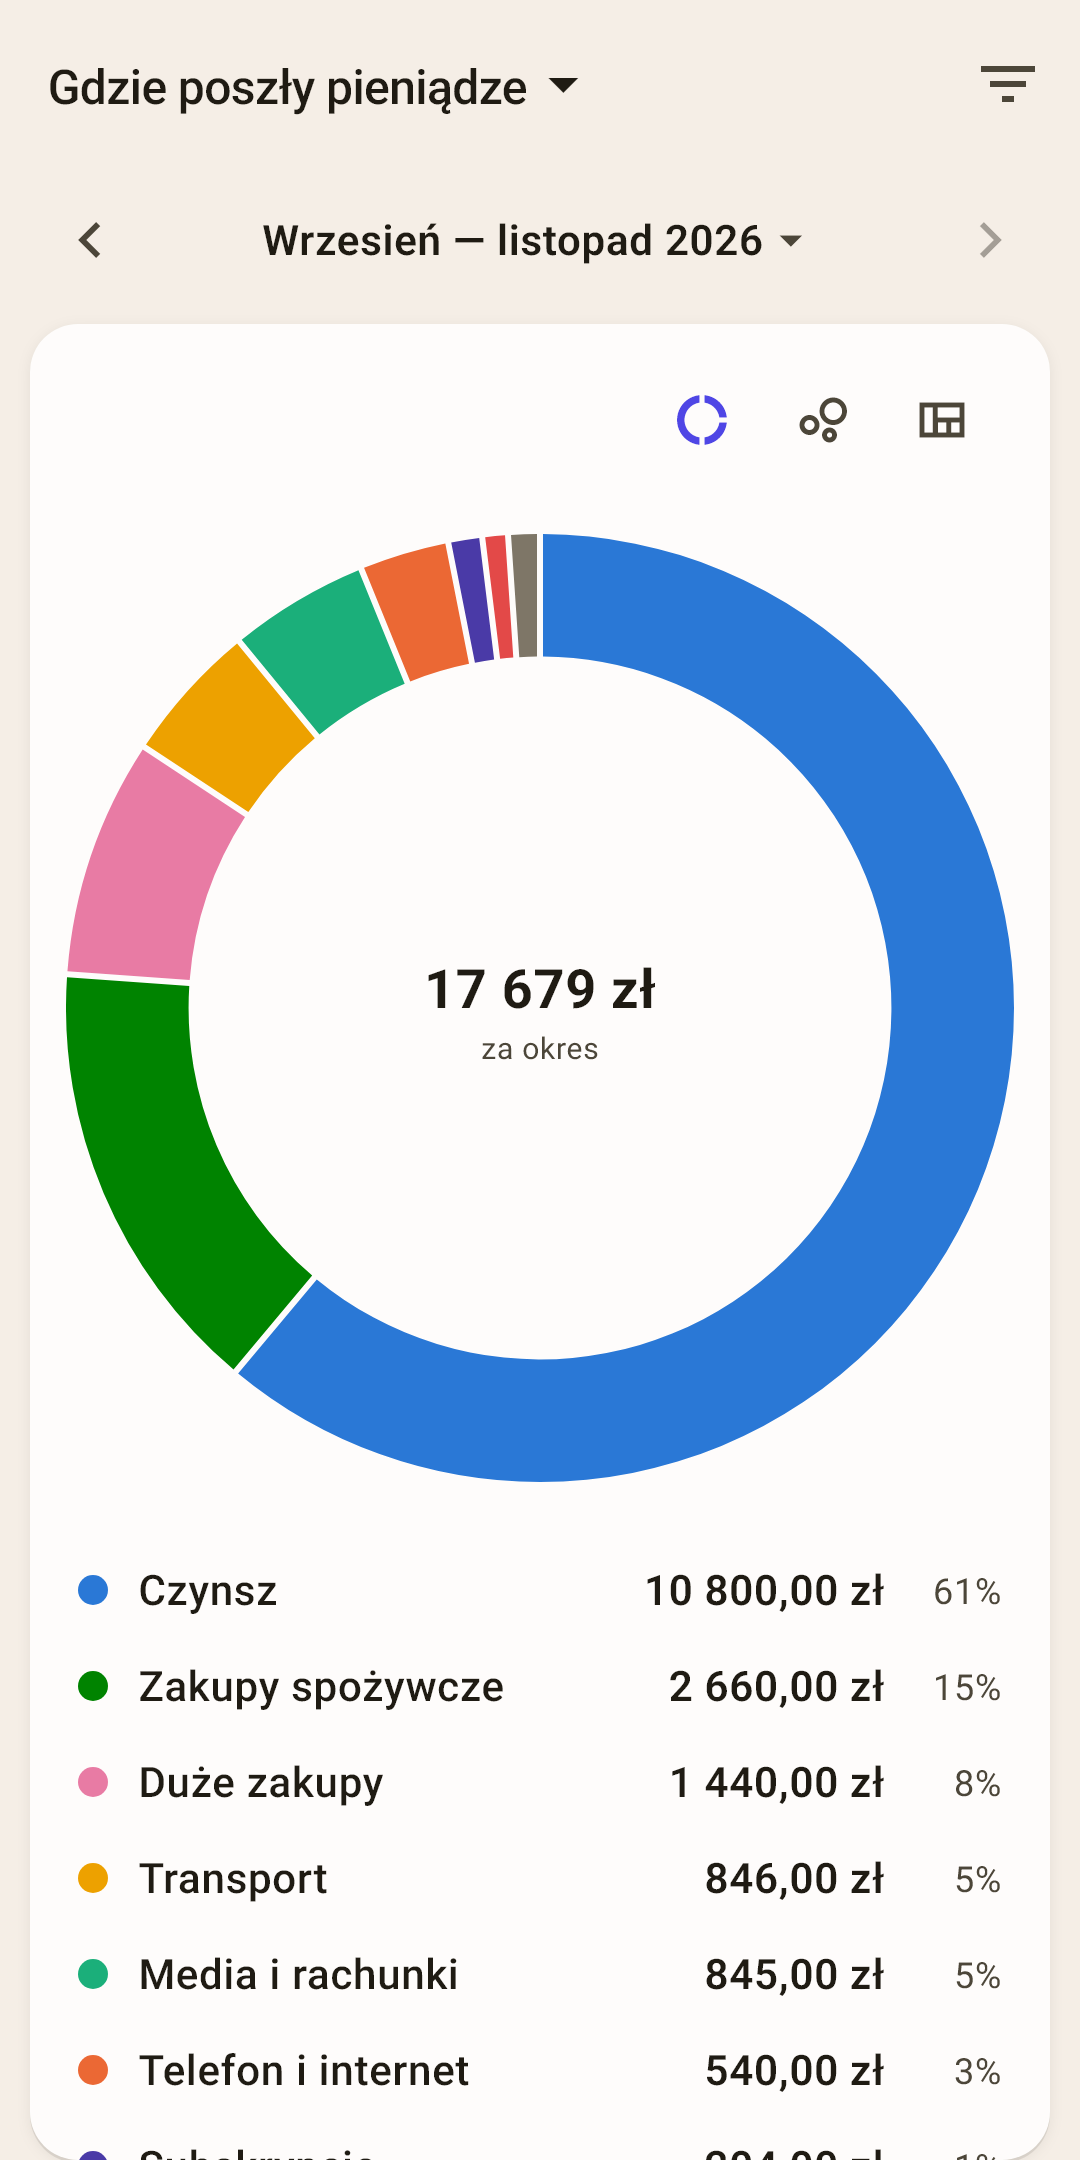 Gdzie poszły pieniądze
Wrzesień — listopad 2026
17 679 zł
za okres
Czynsz 10 800,00 zł 61%
Zakupy spożywcze 2 660,00 zł 15%
Duże zakupy 1 440,00 zł 8%
Transport 846,00 zł 5%
Media i rachunki 845,00 zł 5%
Telefon i internet 540,00 zł 3%